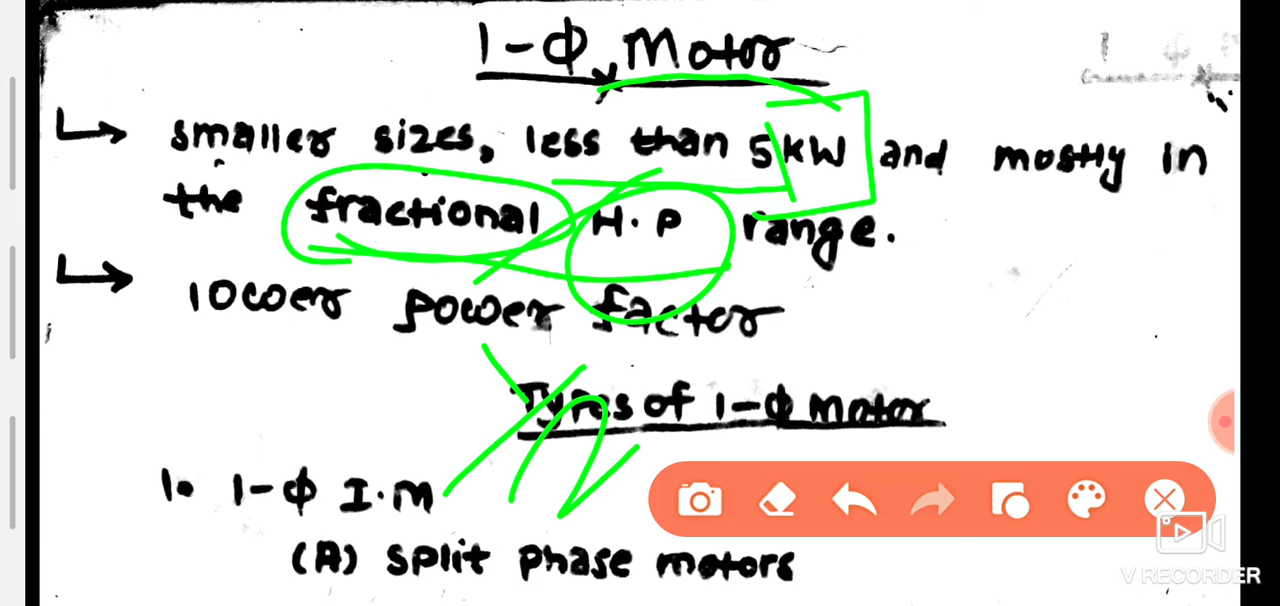 1-Φ Motor
↳ smaller sizes, less than 5kW and mostly in
the fractional H.P range.
↳ lower power factor
Types of 1-Φ motor
1. 1-Φ I.M
(A) split phase motors
V RECORDER